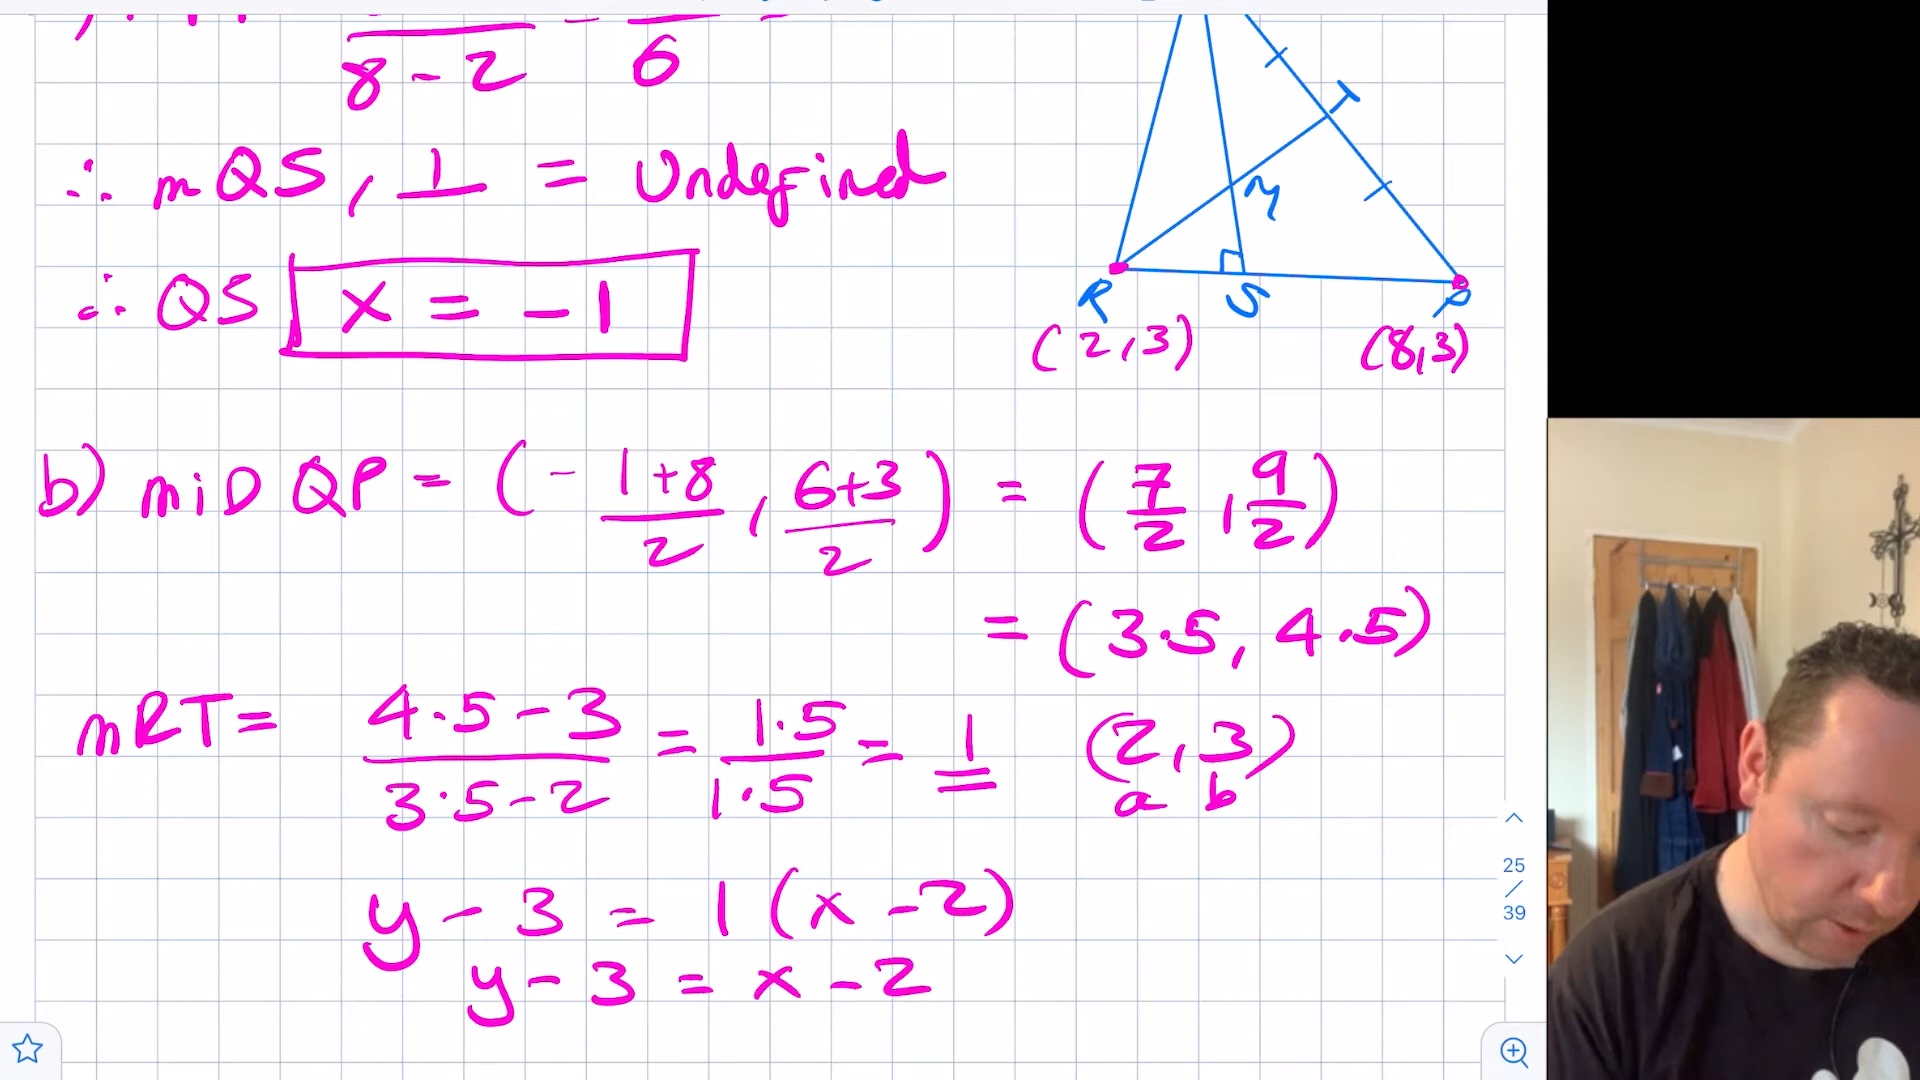 8 - 2
6
∴ mQS, 1 = Undefined
∴ QS x = -1
T
M
R
S
P
(2,3)
(8,3)
b) MID QP = (-1+8/2, 6+3/2) = (7/2, 9/2)
= (3.5, 4.5)
mRT = 4.5-3/3.5-2 = 1.5/1.5 = 1
(2,3)
a b
y - 3 = 1(x - 2)
y - 3 = x - 2
25
/
39